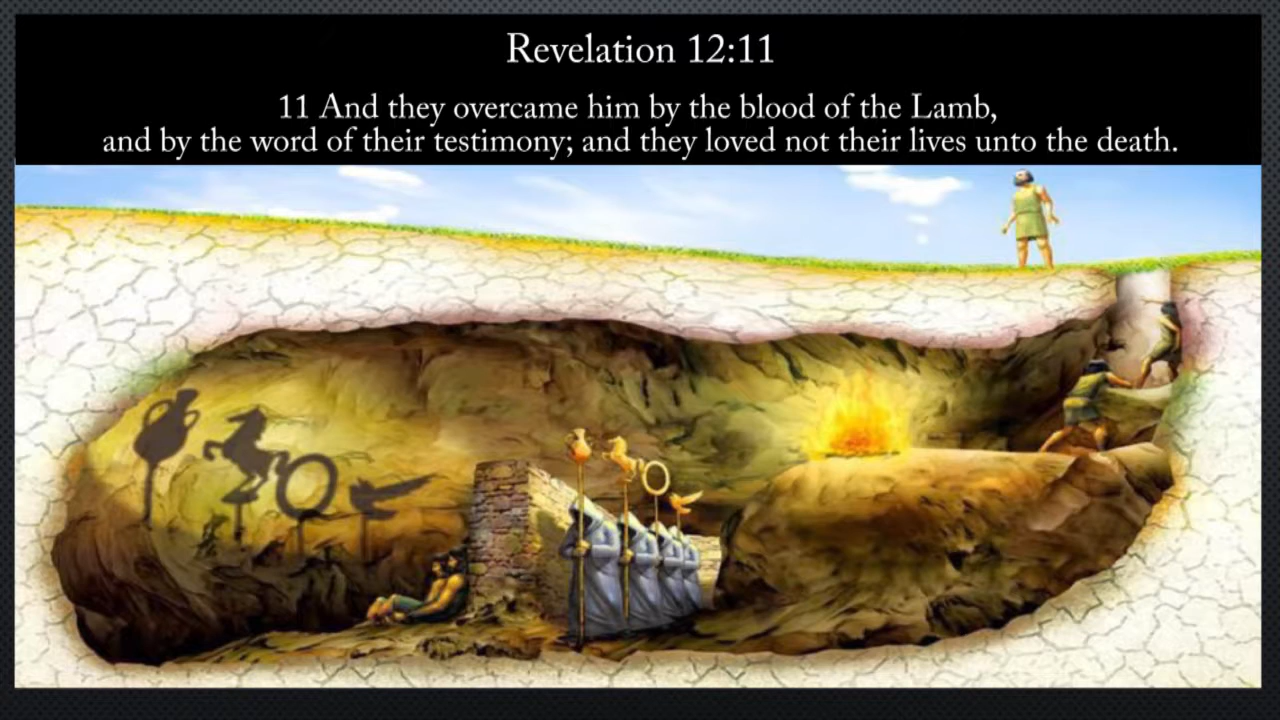 Revelation 12:11
11 And they overcame him by the blood of the Lamb,
and by the word of their testimony; and they loved not their lives unto the death.